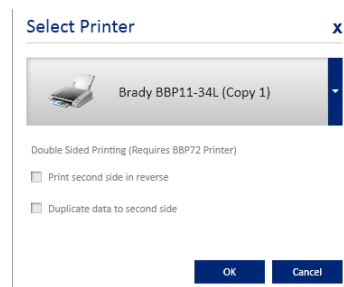 Select Printer x
Brady BBP11-34L (Copy 1)
Double Sided Printing (Requires BBP72 Printer)
Print second side in reverse
Duplicate data to second side
OK Cancel